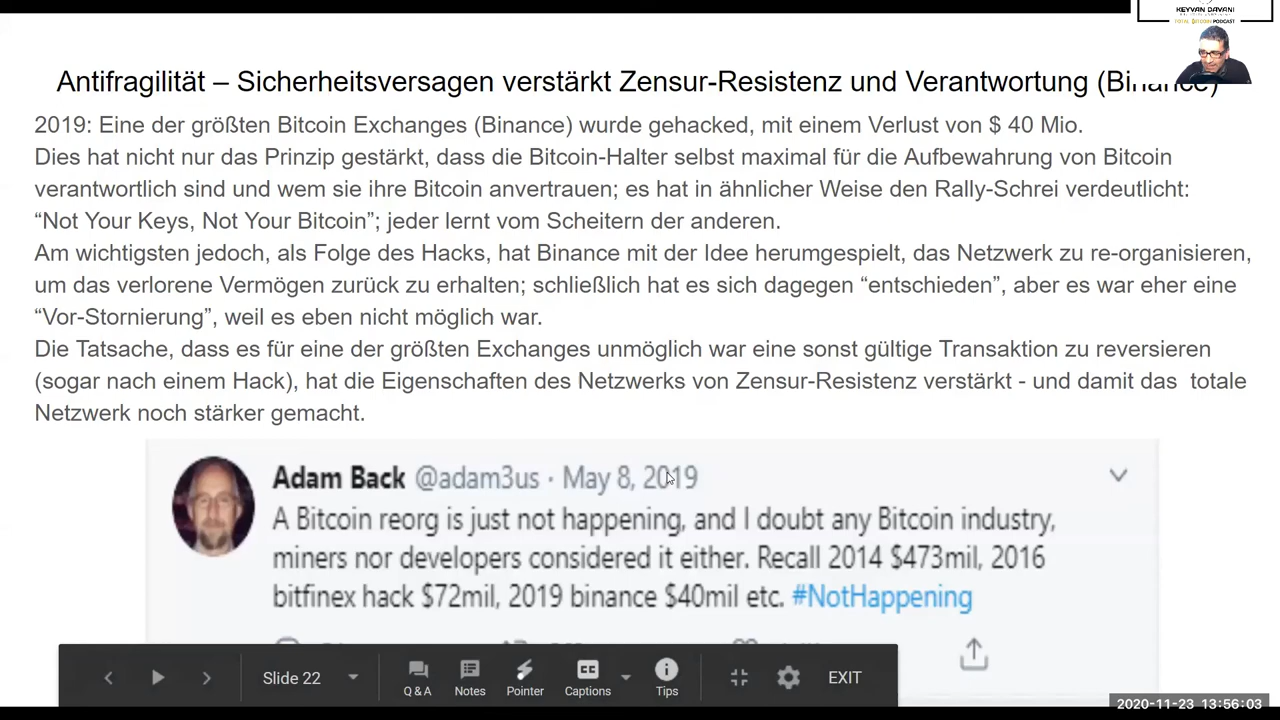 KEYVAN DAVANI
TOTAL BITCOIN PODCAST
Antifragilität – Sicherheitsversagen verstärkt Zensur-Resistenz und Verantwortung (Binance)
2019: Eine der größten Bitcoin Exchanges (Binance) wurde gehacked, mit einem Verlust von $ 40 Mio.
Dies hat nicht nur das Prinzip gestärkt, dass die Bitcoin-Halter selbst maximal für die Aufbewahrung von Bitcoin
verantwortlich sind und wem sie ihre Bitcoin anvertrauen; es hat in ähnlicher Weise den Rally-Schrei verdeutlicht:
“Not Your Keys, Not Your Bitcoin”; jeder lernt vom Scheitern der anderen.
Am wichtigsten jedoch, als Folge des Hacks, hat Binance mit der Idee herumgespielt, das Netzwerk zu re-organisieren,
um das verlorene Vermögen zurück zu erhalten; schließlich hat es sich dagegen “entschieden”, aber es war eher eine
“Vor-Stornierung”, weil es eben nicht möglich war.
Die Tatsache, dass es für eine der größten Exchanges unmöglich war eine sonst gültige Transaktion zu reversieren
(sogar nach einem Hack), hat die Eigenschaften des Netzwerks von Zensur-Resistenz verstärkt - und damit das totale
Netzwerk noch stärker gemacht.
Adam Back @adam3us · May 8, 2019
A Bitcoin reorg is just not happening, and I doubt any Bitcoin industry,
miners nor developers considered it either. Recall 2014 $473mil, 2016
bitfinex hack $72mil, 2019 binance $40mil etc. #NotHappening
Slide 22
Q & A
Notes
Pointer
Captions
Tips
EXIT
2020-11-23 13:56:03